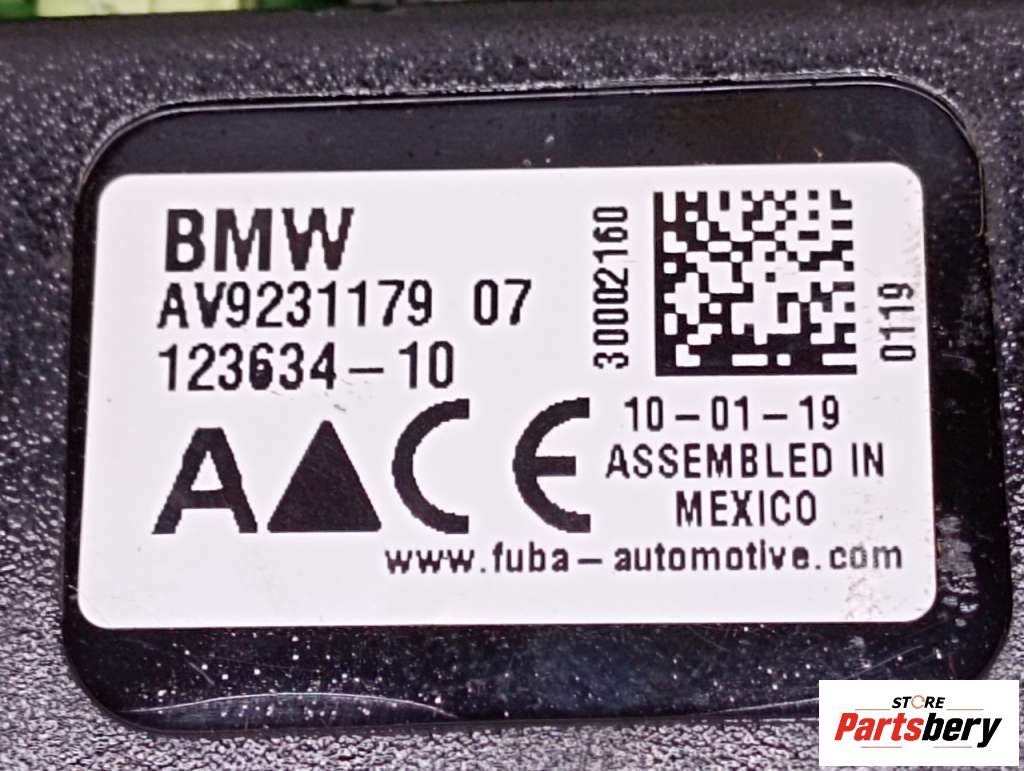 BMW
AV9231179 07
123634-10
30002160
0119
10-01-19
ASSEMBLED IN
MEXICO
A CE
www.fuba-automotive.com
STORE
Partsbery